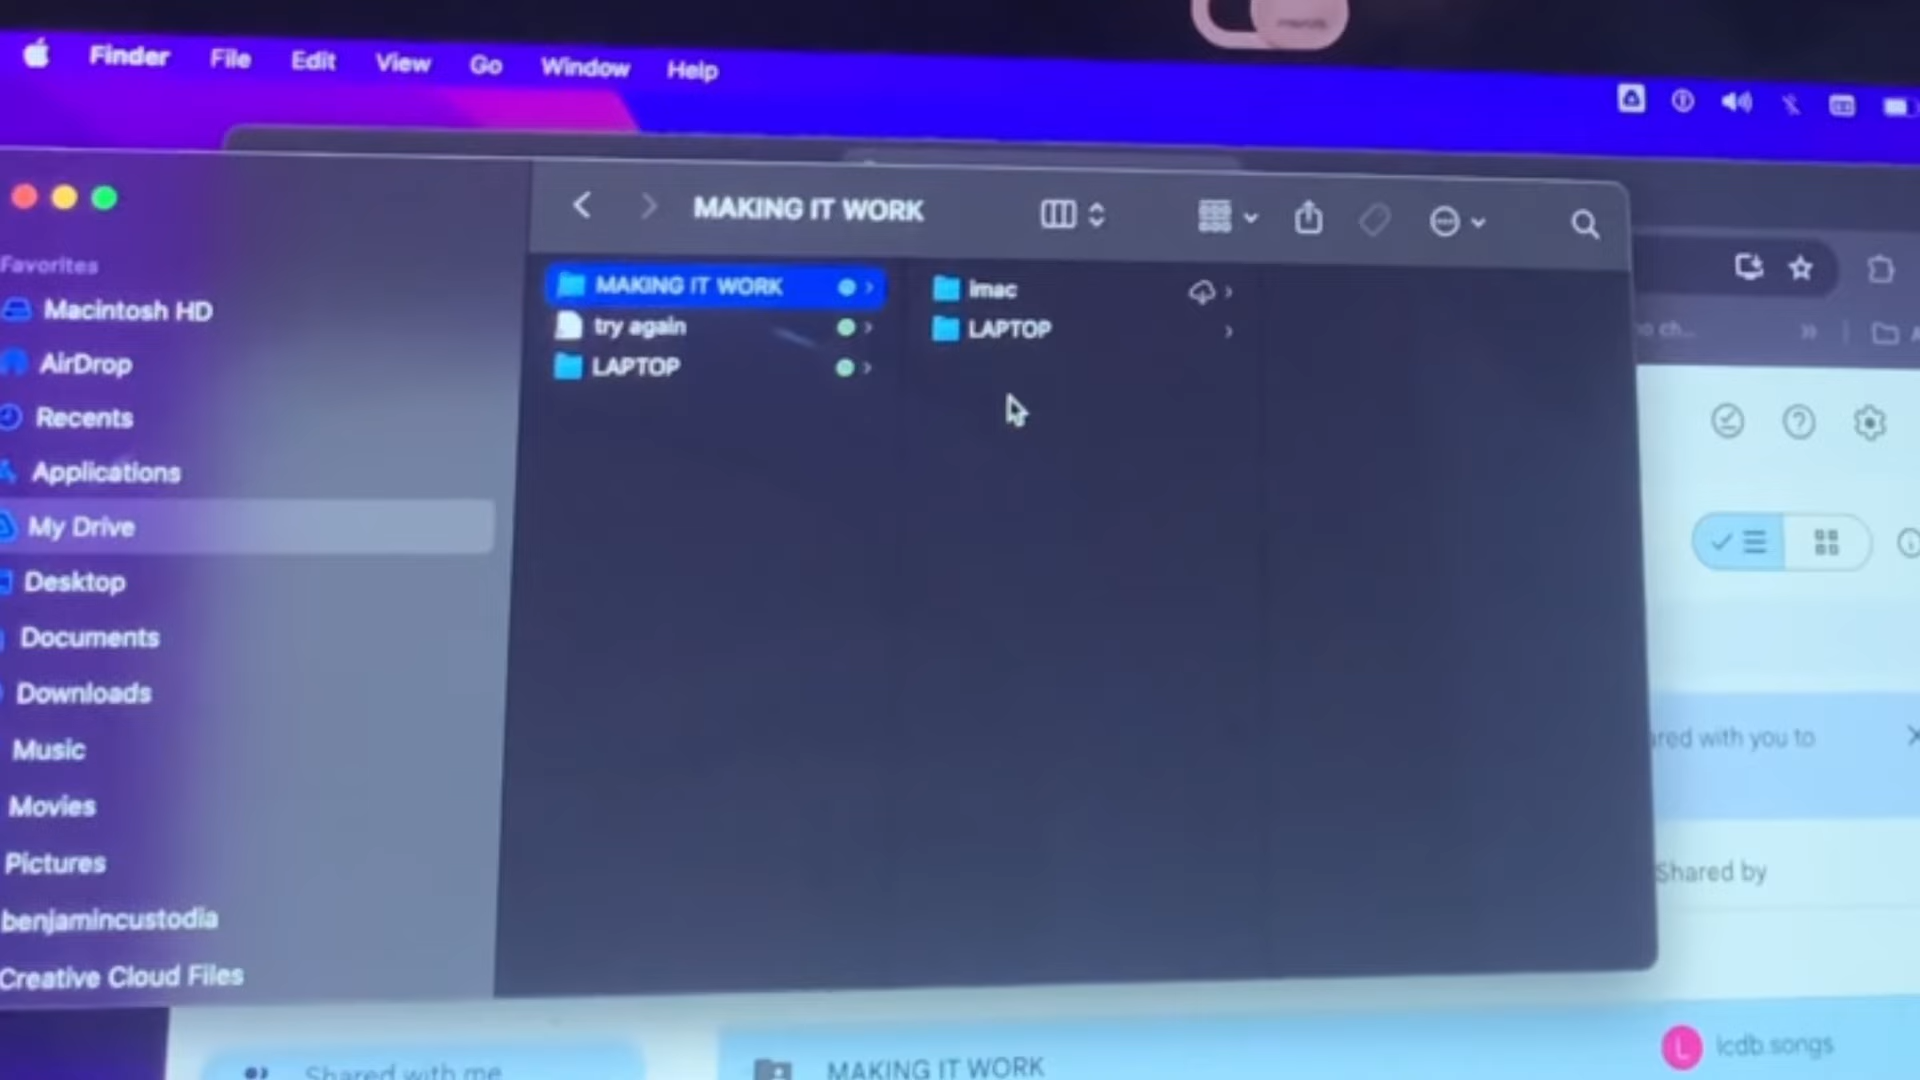 Finder File Edit View Go Window Help
MAKING IT WORK
Favorites
Macintosh HD
AirDrop
Recents
Applications
My Drive
Desktop
Documents
Downloads
Music
Movies
Pictures
benjamincustodia
Creative Cloud Files
MAKING IT WORK
try again
LAPTOP
imac
LAPTOP
ch...
with you to
Shared by
Shared with me
MAKING IT WORK
L lcdb.songs